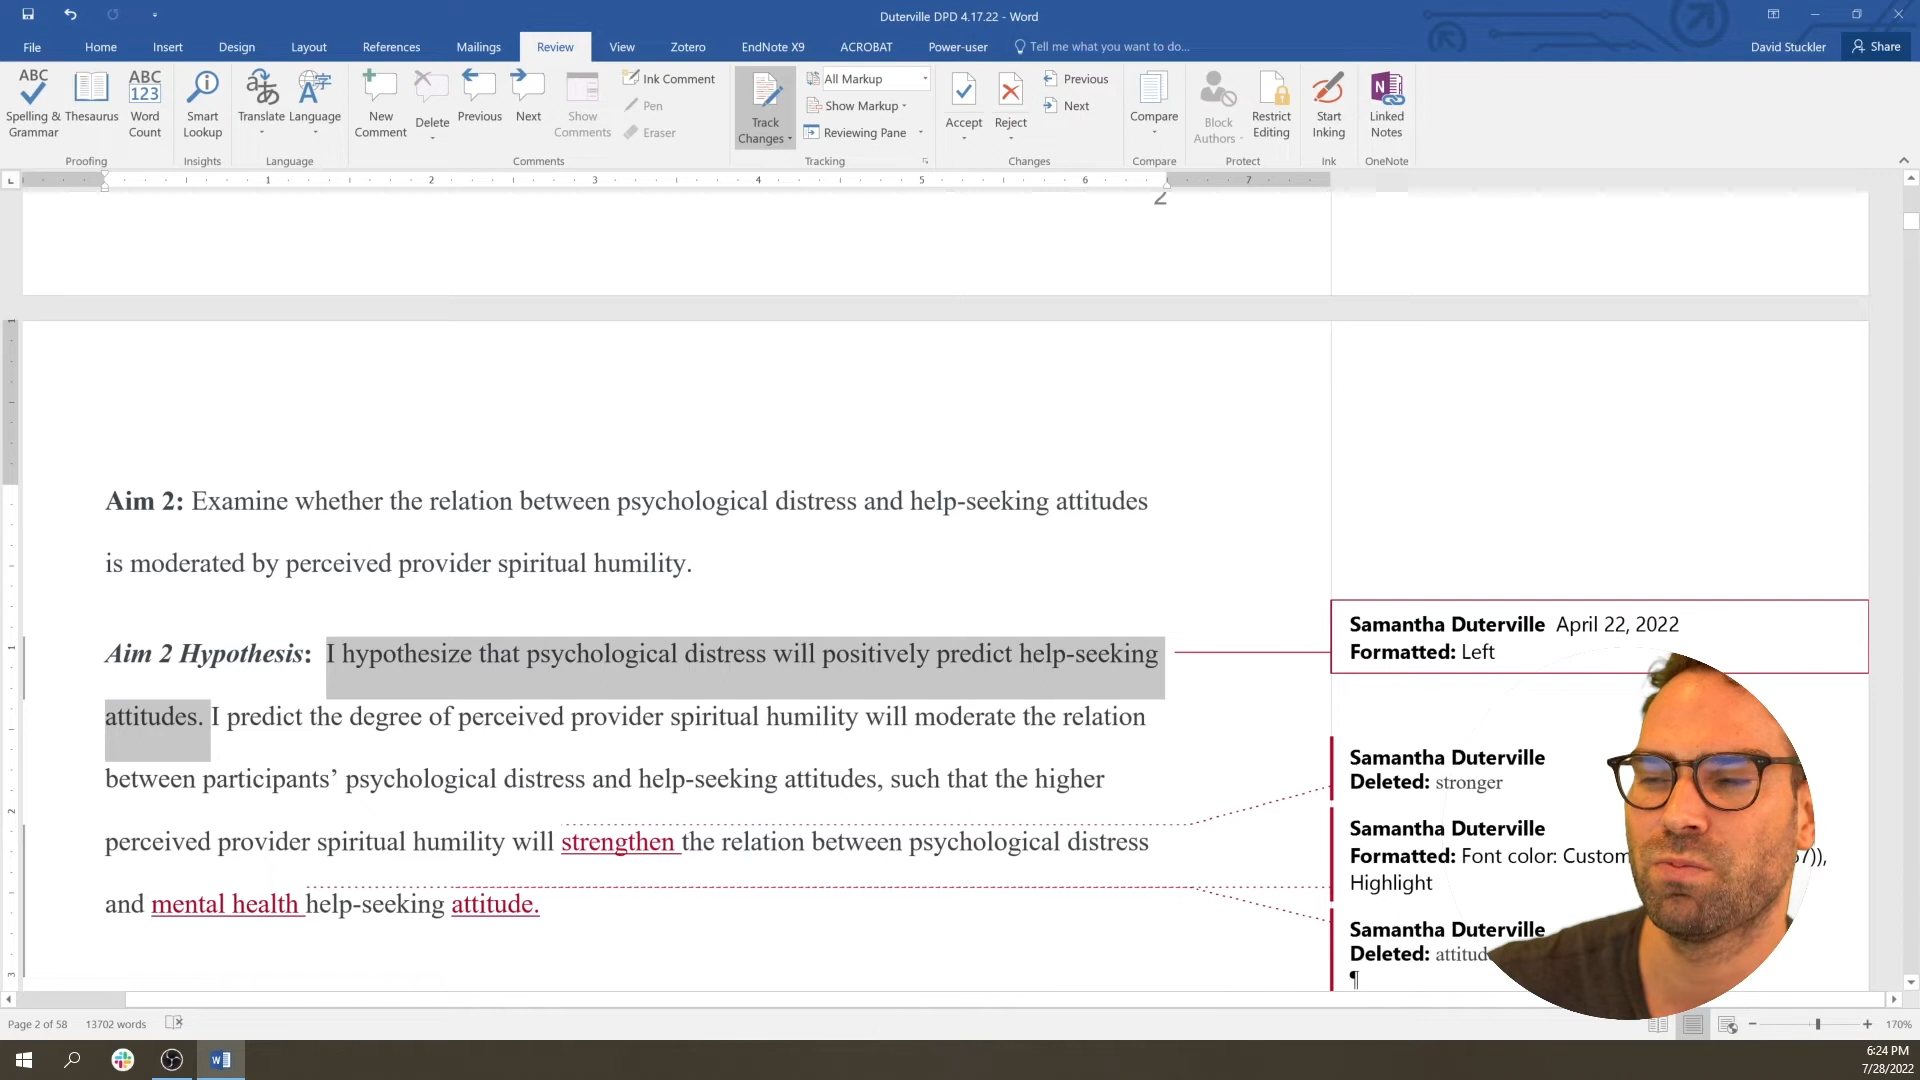 Duterville DPD 4.17.22 - Word
File Home Insert Design Layout References Mailings Review View Zotero EndNote X9 ACROBAT Power-user Tell me what you want to do... David Stuckler Share
Spelling & Grammar
Thesaurus
Word Count
Smart Lookup
Translate
Language
New Comment
Delete
Previous
Next
Show Comments
Ink Comment
Pen
Eraser
Track Changes
All Markup
Show Markup
Reviewing Pane
Accept
Reject
Previous
Next
Compare
Block Authors
Restrict Editing
Start Inking
Linked Notes
Proofing Insights Language Comments Tracking Changes Compare Protect Ink OneNote
1 2 3 4 5 6 7
2
Aim 2: Examine whether the relation between psychological distress and help-seeking attitudes
is moderated by perceived provider spiritual humility.
Aim 2 Hypothesis: I hypothesize that psychological distress will positively predict help-seeking
attitudes. I predict the degree of perceived provider spiritual humility will moderate the relation
between participants’ psychological distress and help-seeking attitudes, such that the higher
perceived provider spiritual humility will strengthen the relation between psychological distress
and mental health help-seeking attitude.
Samantha Duterville April 22, 2022
Formatted: Left
Samantha Duterville
Deleted: stronger
Samantha Duterville
Formatted: Font color: Custom
Highlight
Samantha Duterville
Deleted:
¶
Page 2 of 58 13702 words
170%
6:24 PM
7/28/2022